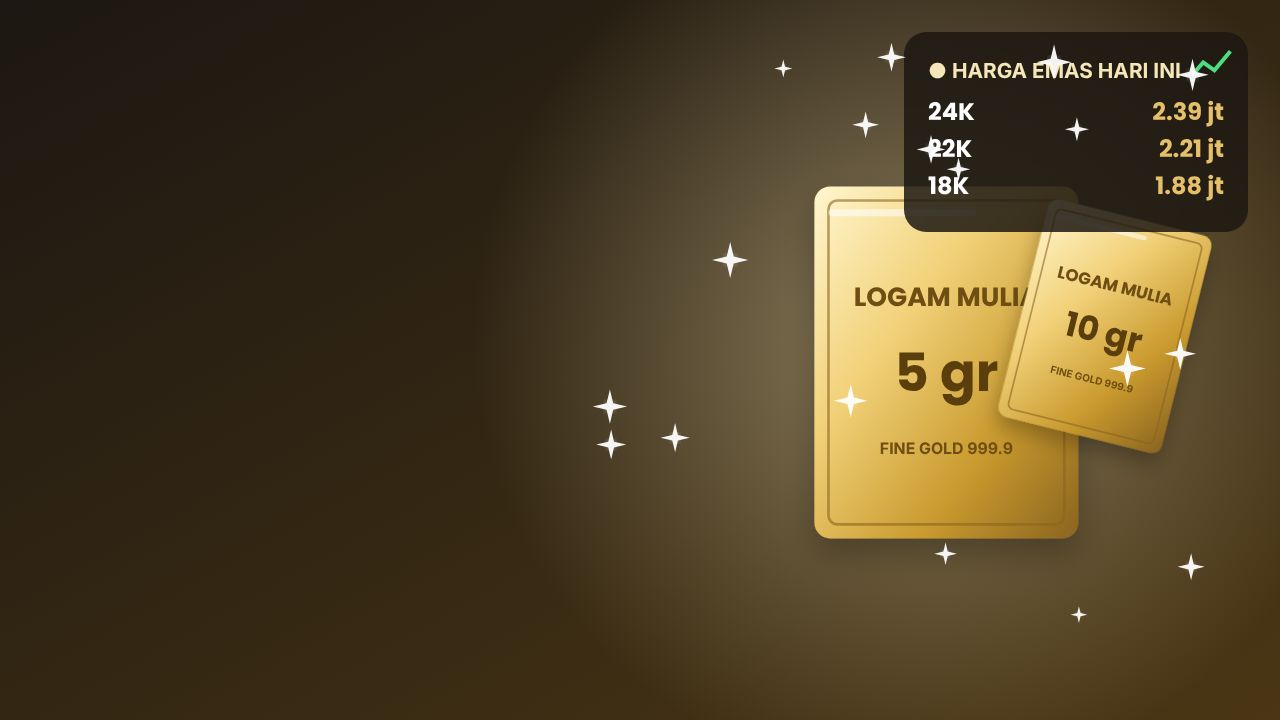 HARGA EMAS HARI INI
24K 2.39 jt
22K 2.21 jt
18K 1.88 jt
LOGAM MULIA
5 gr
FINE GOLD 999.9
LOGAM MULIA
10 gr
FINE GOLD 999.9